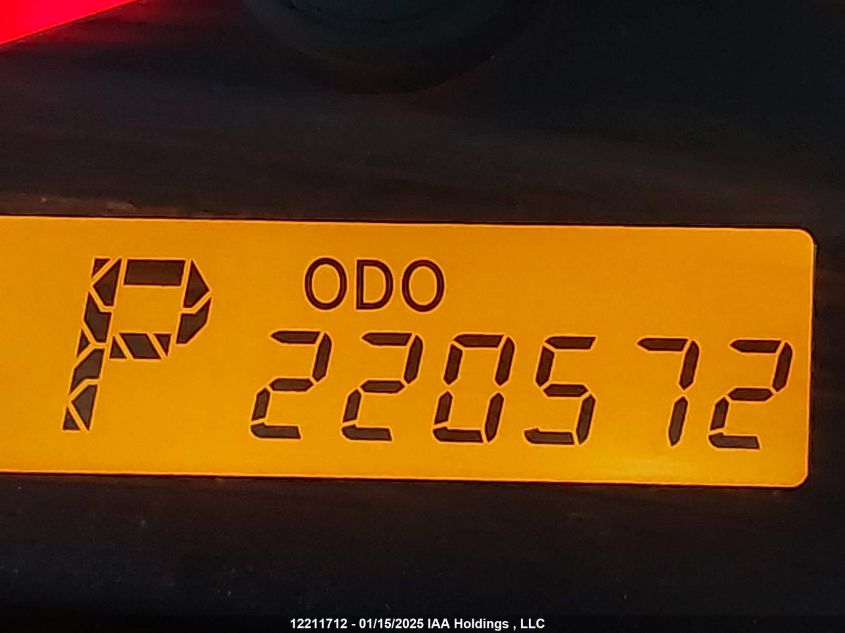 ODO
P 220572
12211712 - 01/15/2025 IAA Holdings , LLC